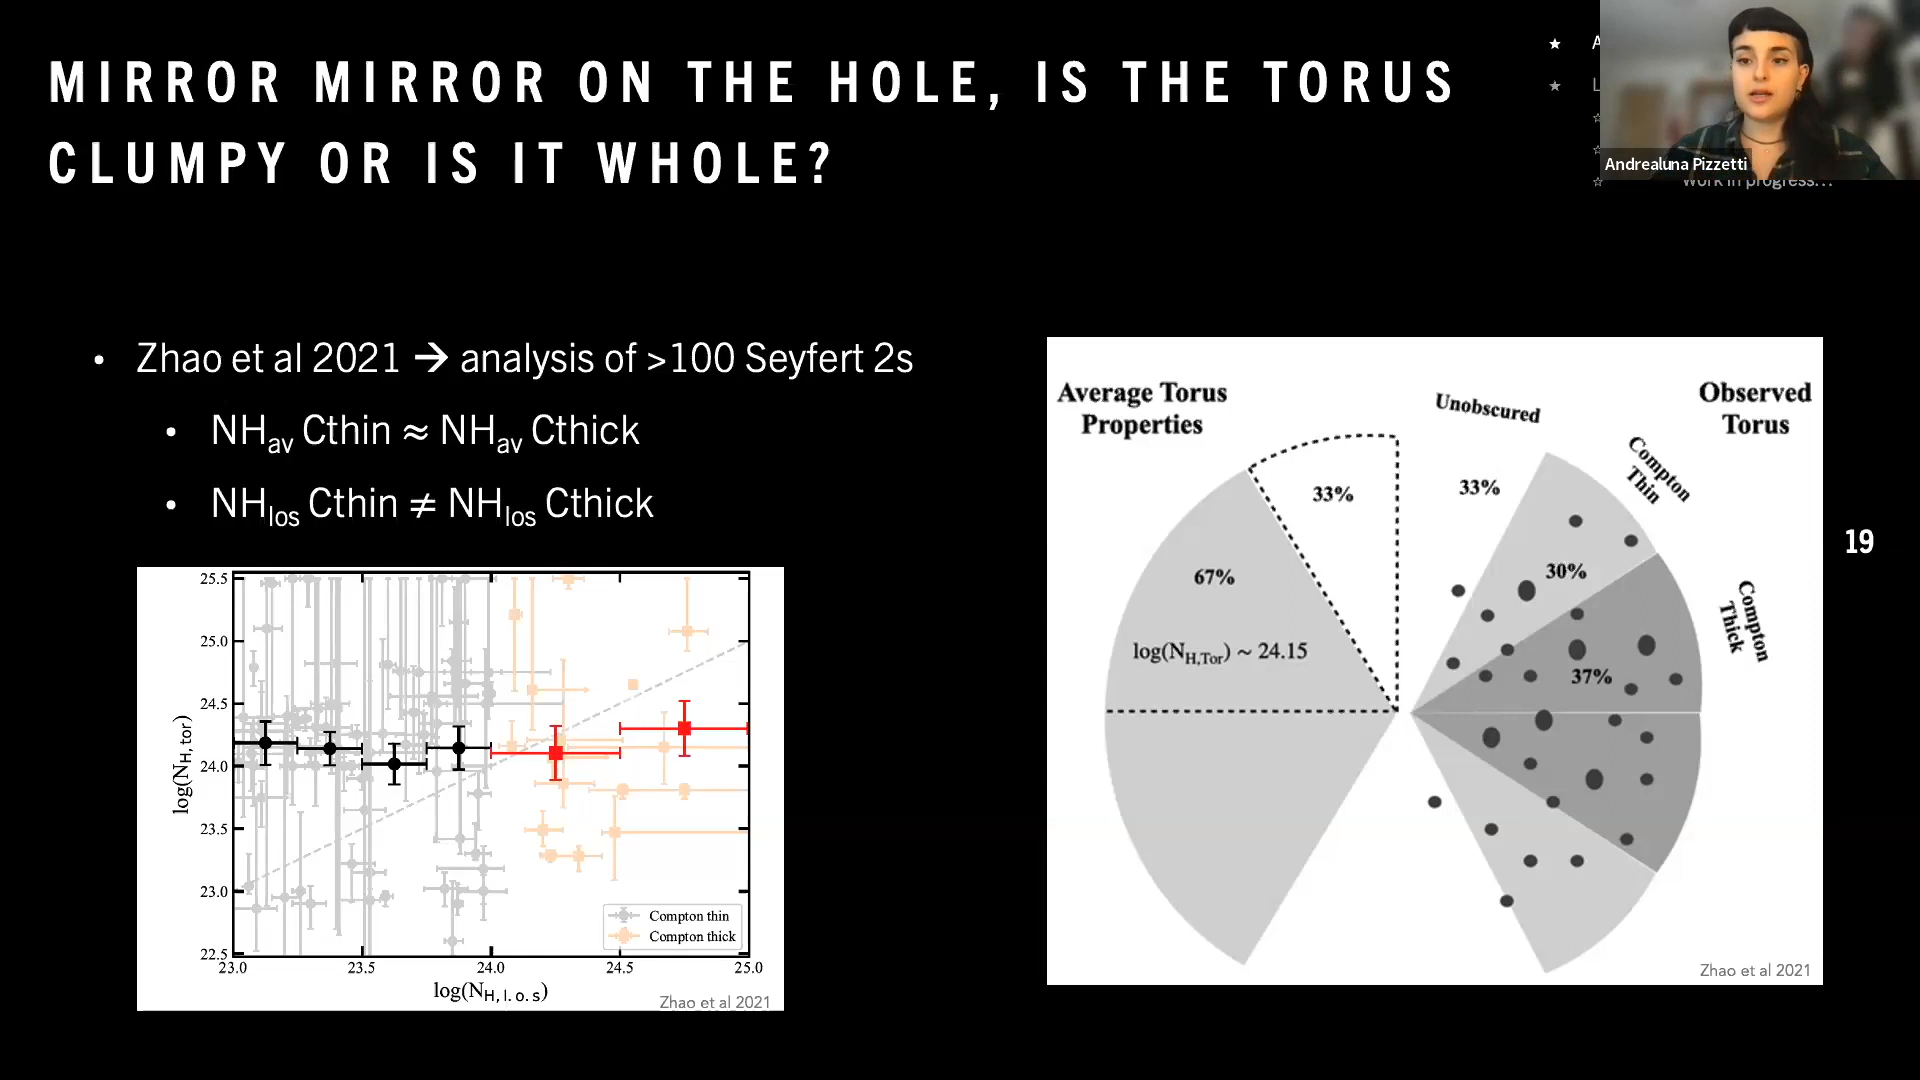 MIRROR MIRROR ON THE HOLE, IS THE TORUS
CLUMPY OR IS IT WHOLE?
Andrealuna Pizzetti
Work in progress...
• Zhao et al 2021 → analysis of >100 Seyfert 2s
• NHav Cthin ≈ NHav Cthick
• NHlos Cthin ≠ NHlos Cthick
25.5
25.0
24.5
24.0
23.5
23.0
22.5
log(NH,tor)
Compton thin
Compton thick
23.0 23.5 24.0 24.5 25.0
log(NH,l.o.s)
Zhao et al 2021
Average Torus
Properties
Unobscured
Observed
Torus
Compton
Thin
33%
33%
30%
67%
Compton
Thick
log(NH,Tor) ~ 24.15
37%
Zhao et al 2021
19